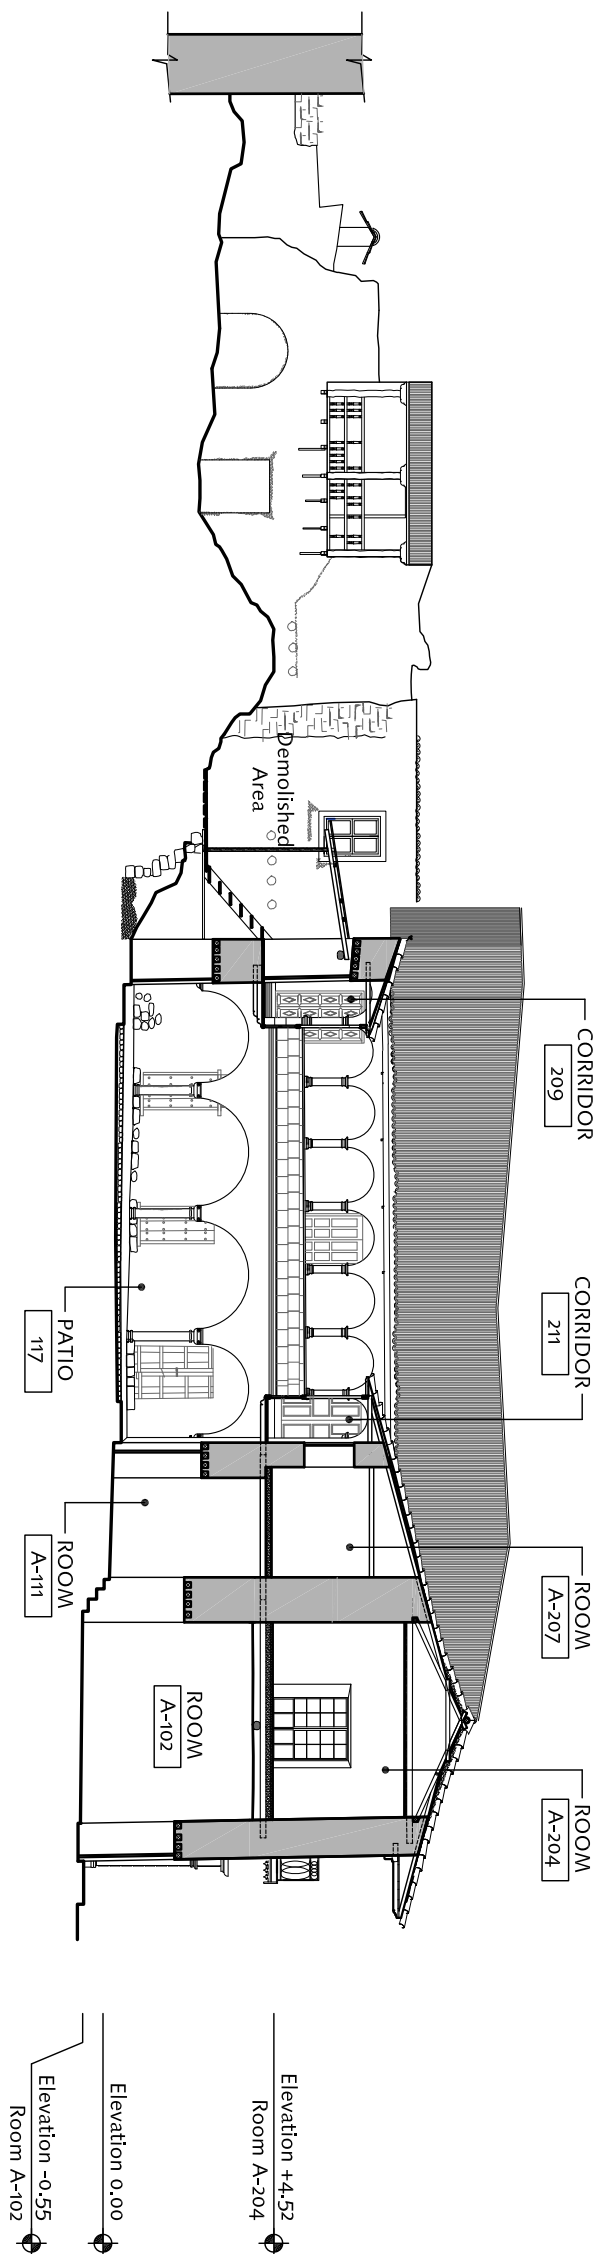 Demolished
Area
CORRIDOR
209
CORRIDOR
211
ROOM
A-207
ROOM
A-204
PATIO
117
ROOM
A-111
ROOM
A-102
Elevation +4.52
Room A-204
Elevation 0.00
Elevation -0.55
Room A-102